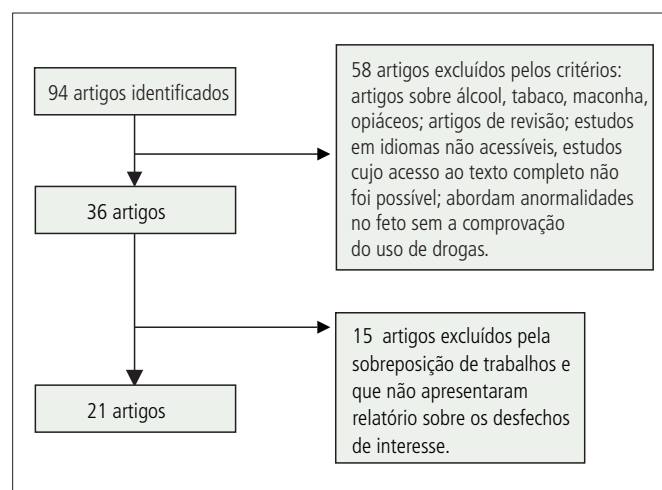 94 artigos identificados
58 artigos excluídos pelos critérios:
artigos sobre álcool, tabaco, maconha,
opiáceos; artigos de revisão; estudos
em idiomas não acessíveis, estudos
cujo acesso ao texto completo não
foi possível; abordam anormalidades
no feto sem a comprovação
do uso de drogas.
36 artigos
15 artigos excluídos pela
sobreposição de trabalhos e
que não apresentaram
relatório sobre os desfechos
de interesse.
21 artigos